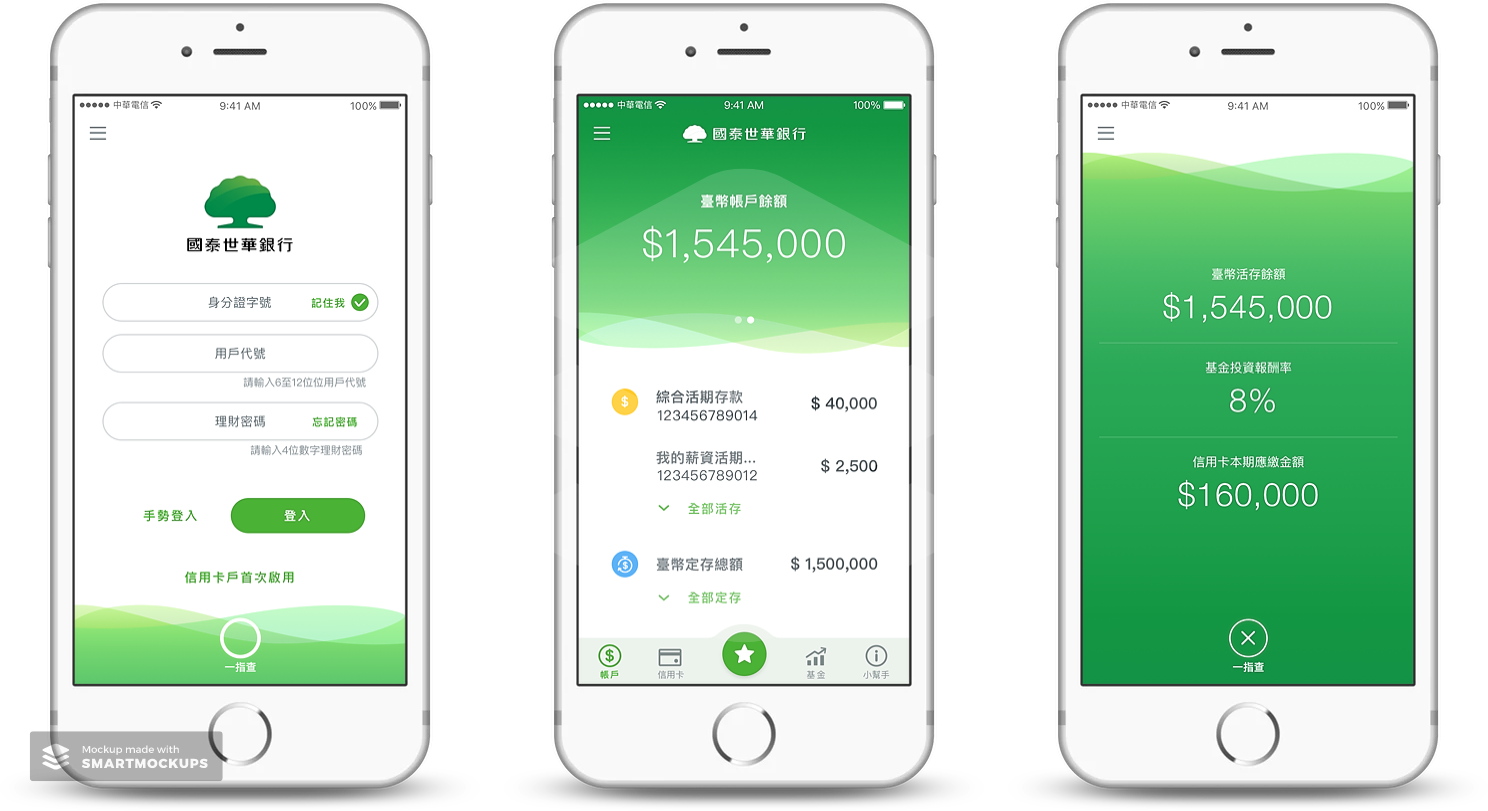 中華電信
9:41 AM
100%
國泰世華銀行
身分證字號
記住我
用戶代號
請輸入6至12位位用戶代號
理財密碼
忘記密碼
請輸入4位數字理財密碼
手勢登入
登入
信用卡戶首次啟用
一指查
Mockup made with
SMARTMOCKUPS
中華電信
9:41 AM
100%
國泰世華銀行
臺幣帳戶餘額
$1,545,000
$
綜合活期存款
123456789014
$ 40,000
我的薪資活期...
123456789012
$ 2,500
全部活存
$
臺幣定存總額
$ 1,500,000
全部定存
$
帳戶
信用卡
基金
小幫手
中華電信
9:41 AM
100%
臺幣活存餘額
$1,545,000
基金投資報酬率
8%
信用卡本期應繳金額
$160,000
一指查